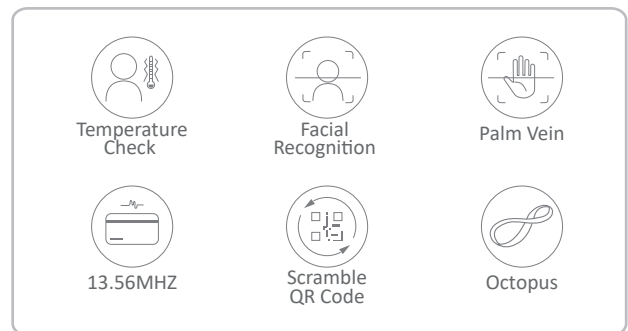 Temperature
Check
Facial
Recognition
Palm Vein
13.56MHZ
Scramble
QR Code
Octopus